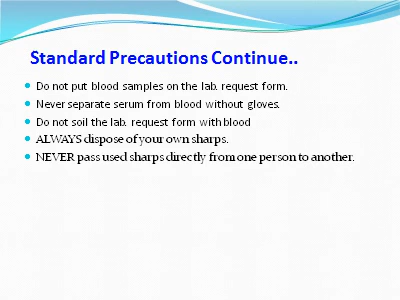 Standard Precautions Continue..
Do not put blood samples on the lab. request form.
Never separate serum from blood without gloves.
Do not soil the lab. request form with blood
ALWAYS dispose of your own sharps.
NEVER pass used sharps directly from one person to another.